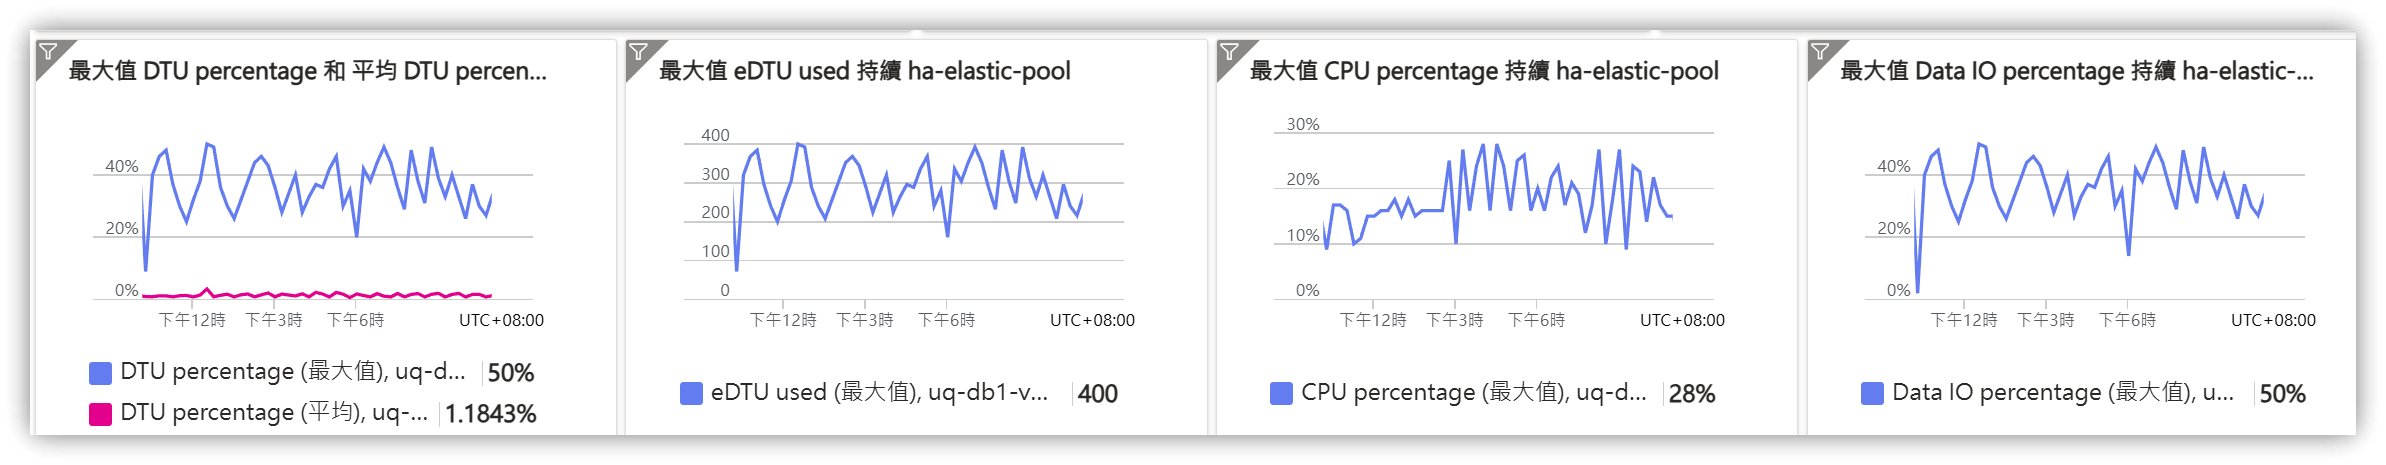 最大值 DTU percentage 和 平均 DTU percen...
40%
20%
0%
下午12時 下午3時 下午6時 UTC+08:00
DTU percentage (最大值), uq-d... 50%
DTU percentage (平均), uq-... 1.1843%
最大值 eDTU used 持續 ha-elastic-pool
400
300
200
100
0
下午12時 下午3時 下午6時 UTC+08:00
eDTU used (最大值), uq-db1-v... 400
最大值 CPU percentage 持續 ha-elastic-pool
30%
20%
10%
0%
下午12時 下午3時 下午6時 UTC+08:00
CPU percentage (最大值), uq-d... 28%
最大值 Data IO percentage 持續 ha-elastic-...
40%
20%
0%
下午12時 下午3時 下午6時 UTC+08:00
Data IO percentage (最大值), u... 50%